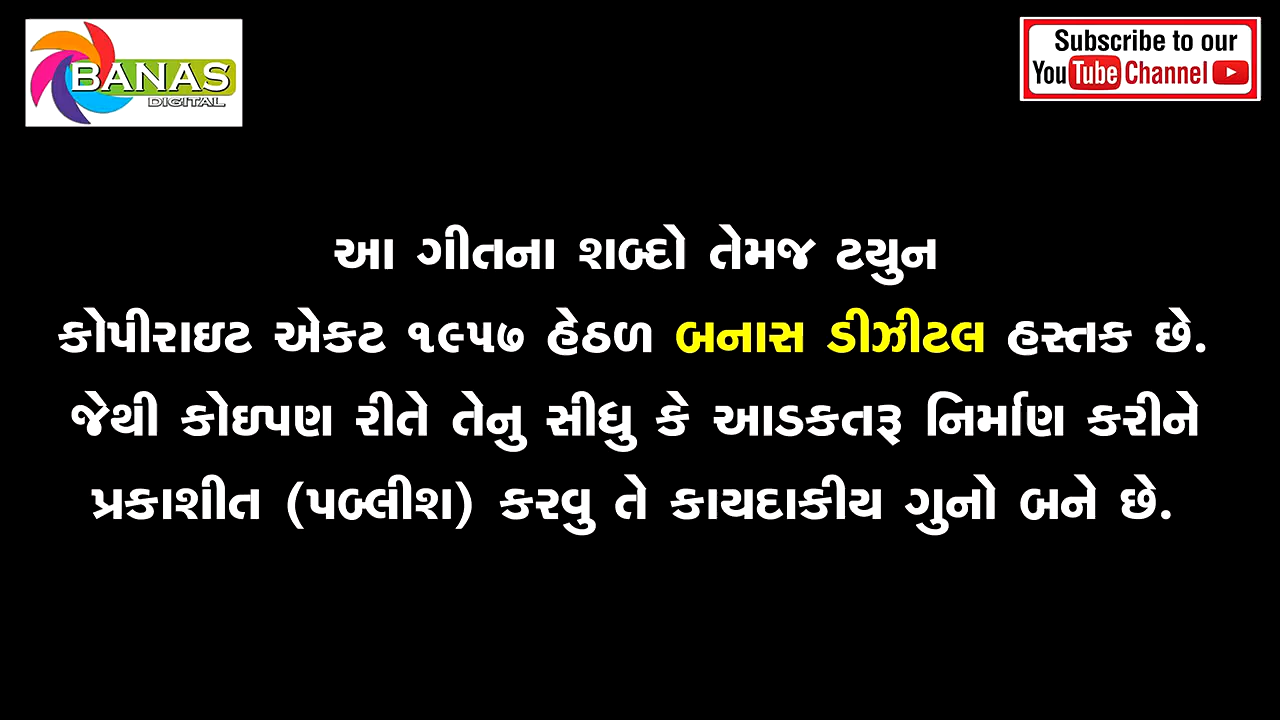 BANAS
DIGITAL
Subscribe to our
YouTube Channel
આ ગીતના શબ્દો તેમજ ટયુન
કોપીરાઇટ એકટ ૧૯૫૭ હેઠળ બનાસ ડીઝીટલ હસ્તક છે.
જેથી કોઇપણ રીતે તેનુ સીધુ કે આડકતરૂ નિર્માણ કરીને
પ્રકાશીત (પબ્લીશ) કરવુ તે કાયદાકીય ગુનો બને છે.